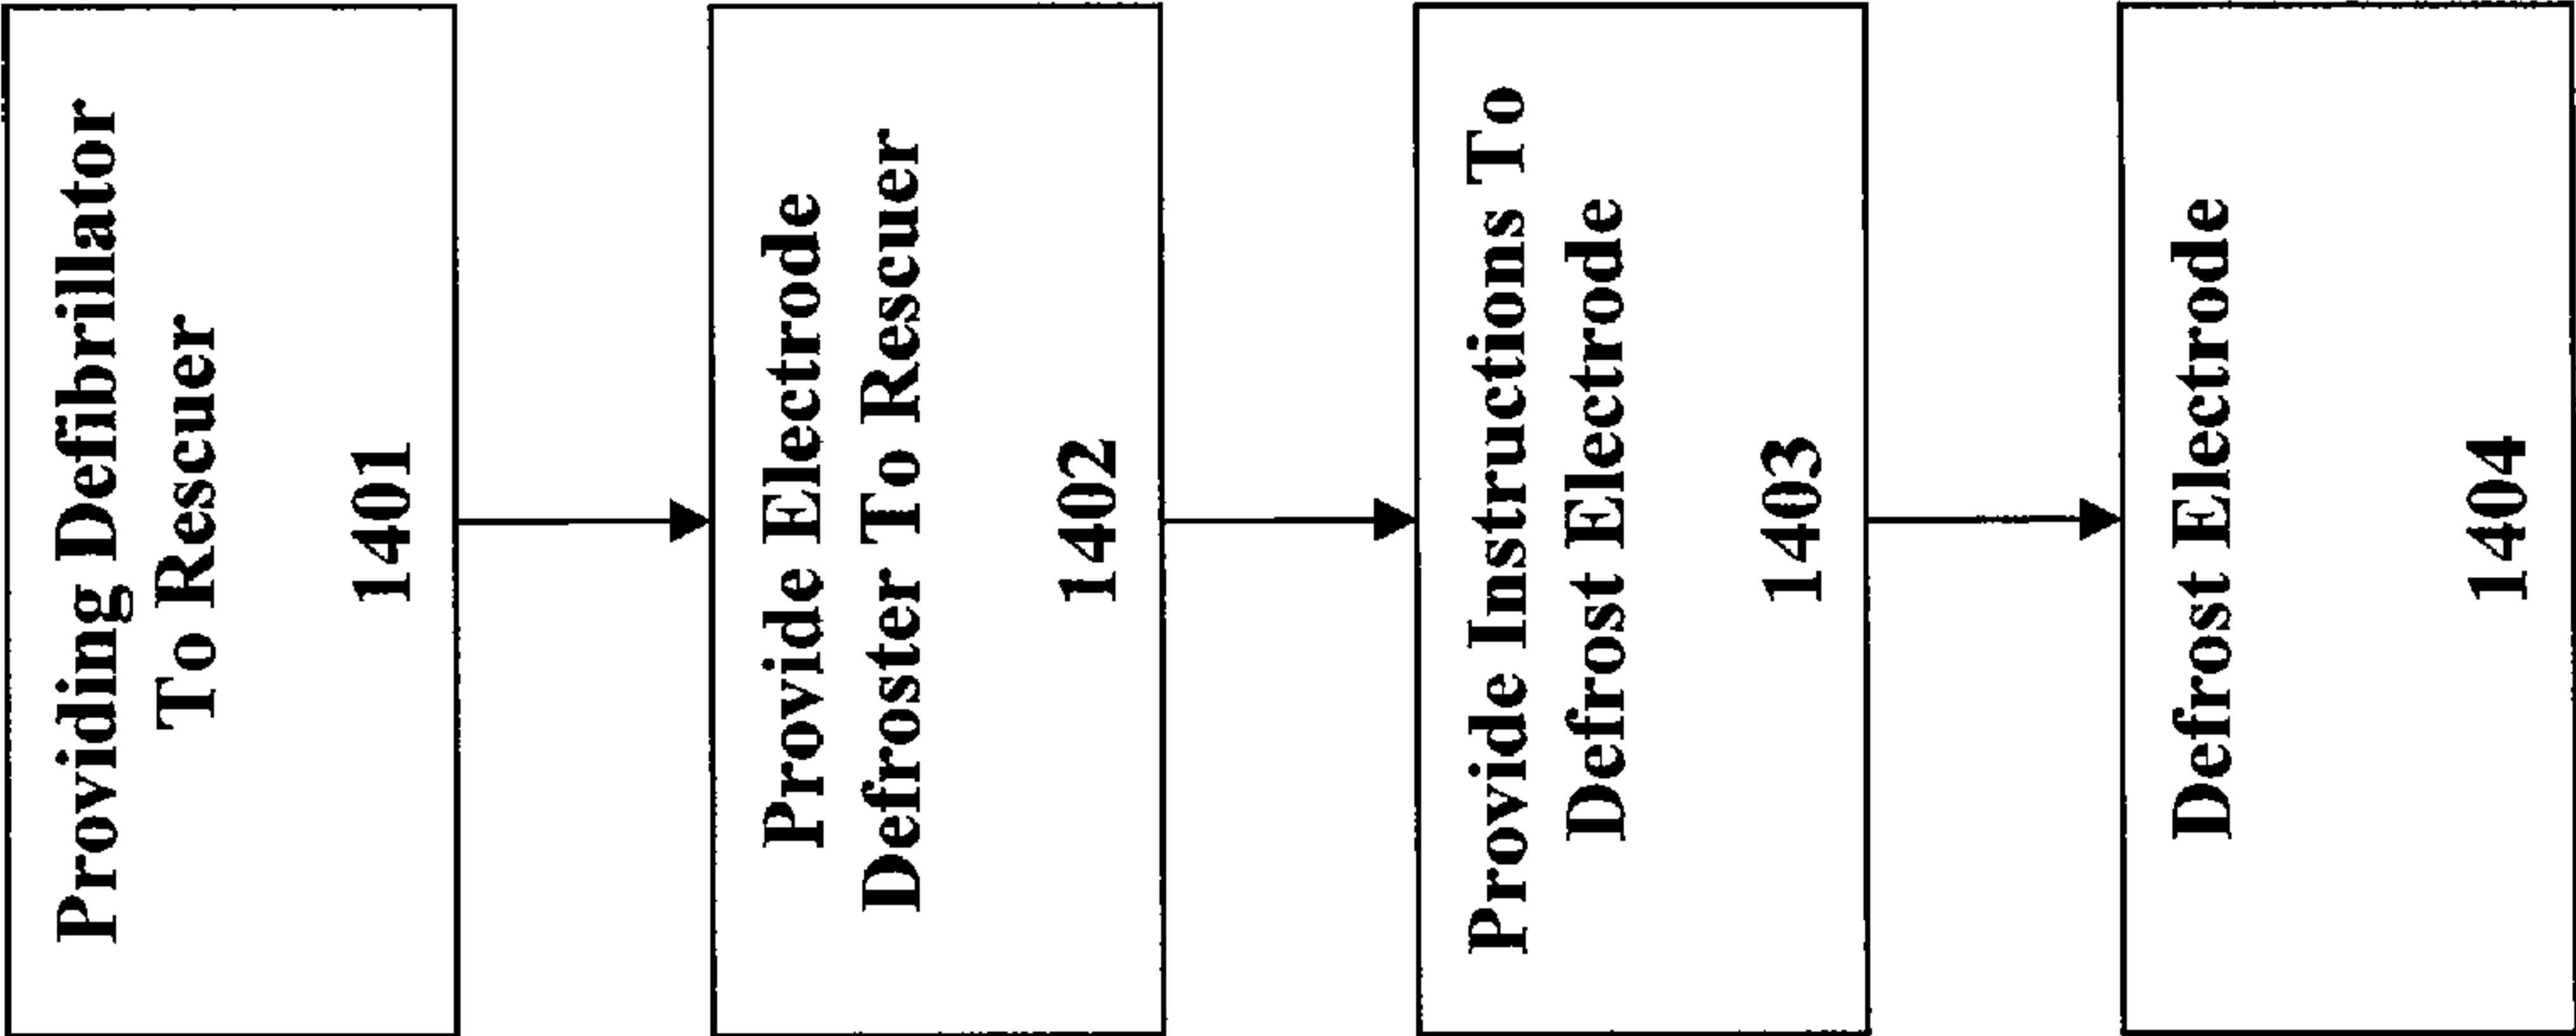 Providing Defibrillator
To Rescuer
1401
Provide Electrode
Defroster To Rescuer
1402
Provide Instructions To
Defrost Electrode
1403
Defrost Electrode
1404